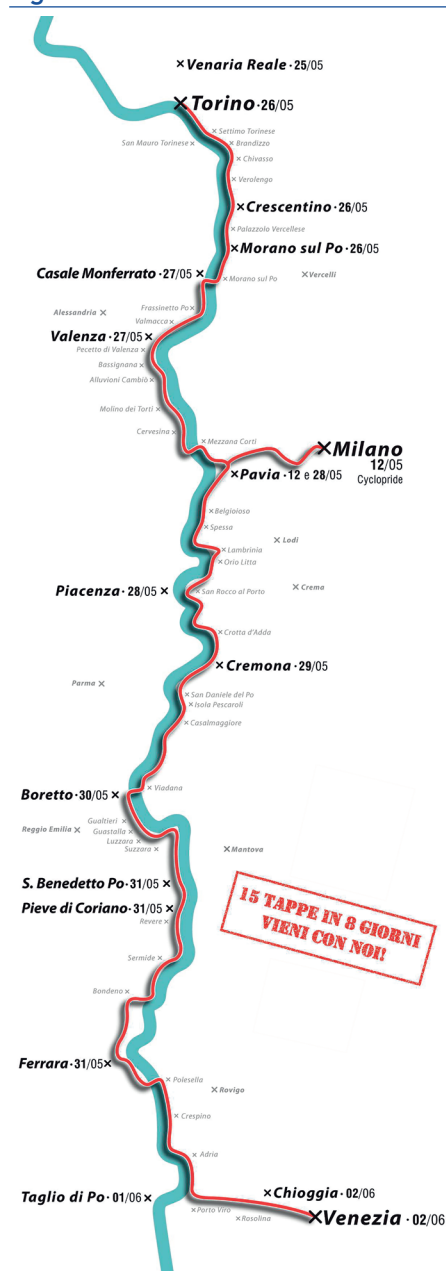 Venaria Reale · 25/05
Torino · 26/05
Settimo Torinese
San Mauro Torinese
Brandizzo
Chivasso
Verolengo
Crescentino · 26/05
Palazzolo Vercellese
Morano sul Po · 26/05
Casale Monferrato · 27/05
Morano sul Po
Vercelli
Frassinetto Po
Alessandria
Valmacca
Valenza · 27/05
Pecetto di Valenza
Bassignana
Alluvioni Cambiò
Molino dei Torti
Cervesina
Mezzana Corti
Milano
12/05
Cyclopride
Pavia · 12 e 28/05
Belgioioso
Spessa
Lodi
Lambrinia
Orio Litta
Crema
Piacenza · 28/05
San Rocco al Porto
Crotta d'Adda
Cremona · 29/05
Parma
San Daniele del Po
Isola Pescaroli
Casalmaggiore
Viadana
Boretto · 30/05
Gualtieri
Reggio Emilia
Guastalla
Luzzara
Suzzara
Mantova
S. Benedetto Po · 31/05
15 TAPPE IN 8 GIORNI
VIENI CON NOI!
Pieve di Coriano · 31/05
Revere
Sermide
Bondeno
Ferrara · 31/05
Polesella
Rovigo
Crespino
Adria
Chioggia · 02/06
Taglio di Po · 01/06
Porto Viro
Rosolina
Venezia · 02/06